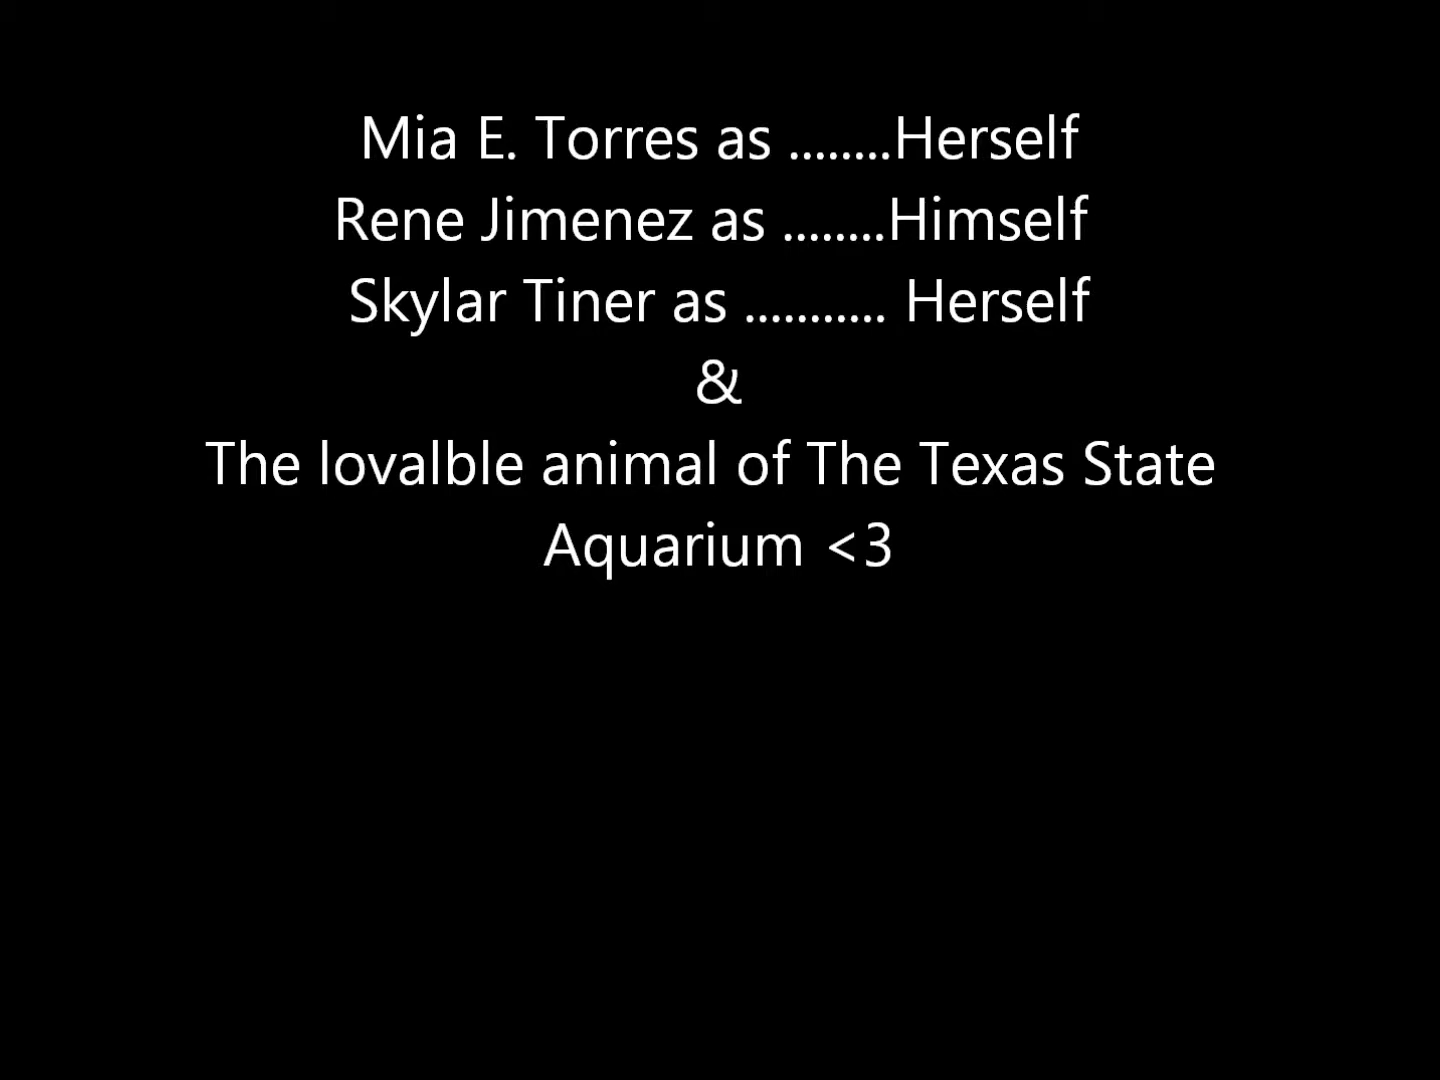 Mia E. Torres as ........Herself
Rene Jimenez as ........Himself
Skylar Tiner as ........... Herself
&
The lovalble animal of The Texas State
Aquarium <3